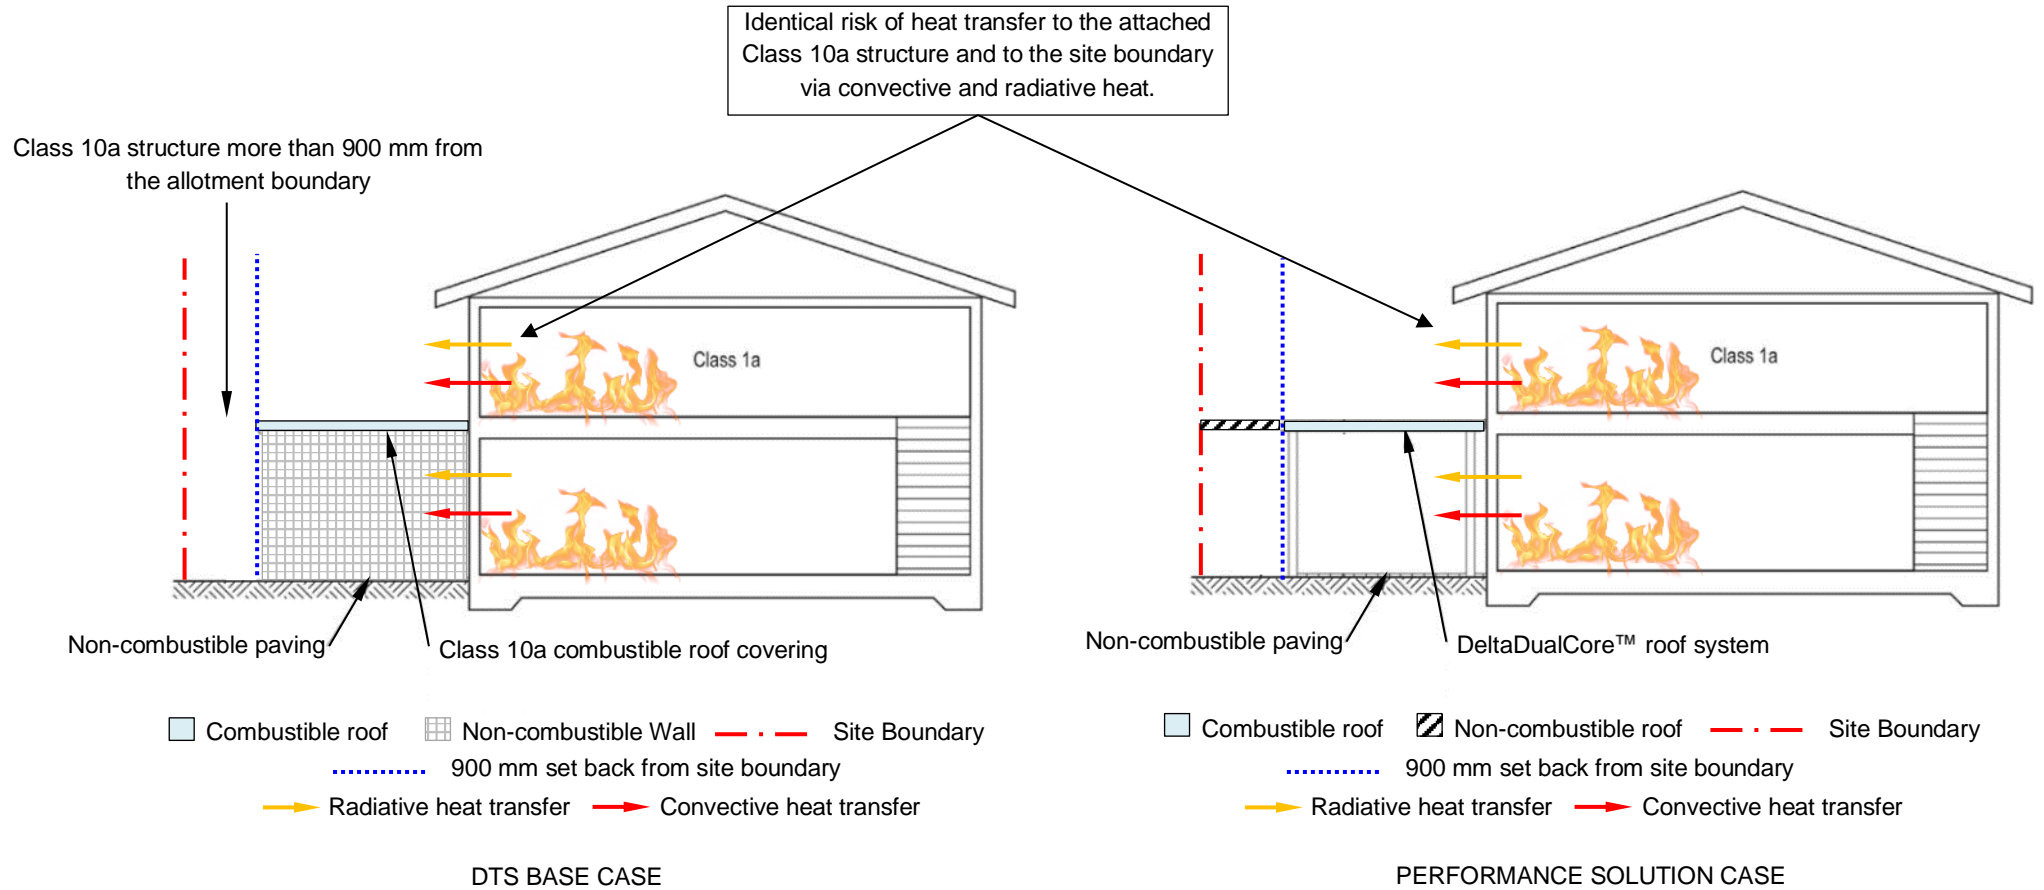 Identical risk of heat transfer to the attached
Class 10a structure and to the site boundary
via convective and radiative heat.
Class 10a structure more than 900 mm from
the allotment boundary
Class 1a
Class 1a
Non-combustible paving
Class 10a combustible roof covering
Non-combustible paving
DeltaDualCore™ roof system
Combustible roof
Non-combustible Wall
Site Boundary
900 mm set back from site boundary
Radiative heat transfer
Convective heat transfer
Combustible roof
Non-combustible roof
Site Boundary
900 mm set back from site boundary
Radiative heat transfer
Convective heat transfer
DTS BASE CASE
PERFORMANCE SOLUTION CASE